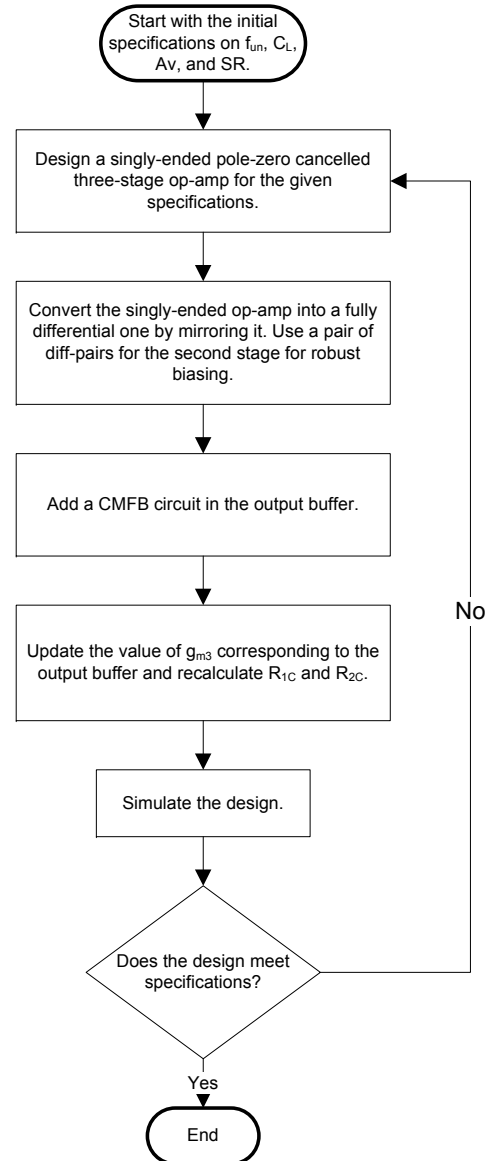 Start with the initial
specifications on fun, CL,
Av, and SR.
Design a singly-ended pole-zero cancelled
three-stage op-amp for the given
specifications.
Convert the singly-ended op-amp into a fully
differential one by mirroring it. Use a pair of
diff-pairs for the second stage for robust
biasing.
Add a CMFB circuit in the output buffer.
Update the value of gm3 corresponding to the
output buffer and recalculate R1C and R2C.
Simulate the design.
Does the design meet
specifications?
No
Yes
End